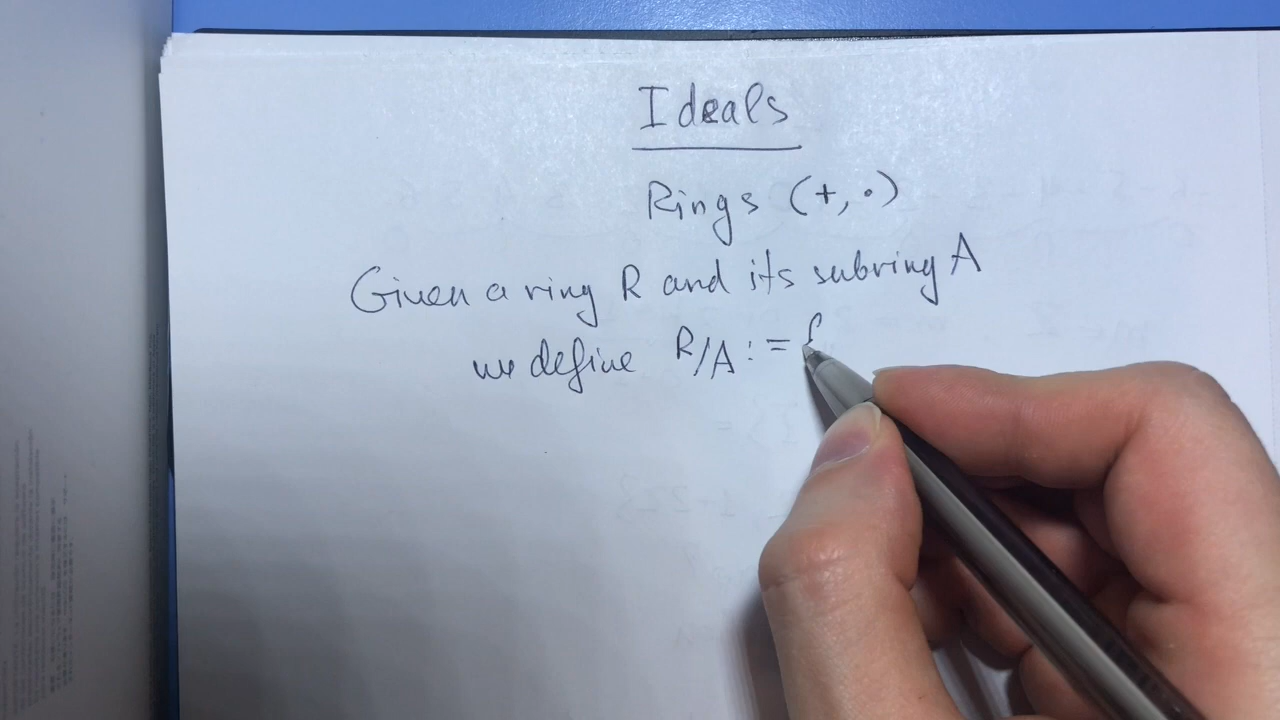 Ideals
Rings (+, •)
Given a ring R and its subring A
we define R/A := {